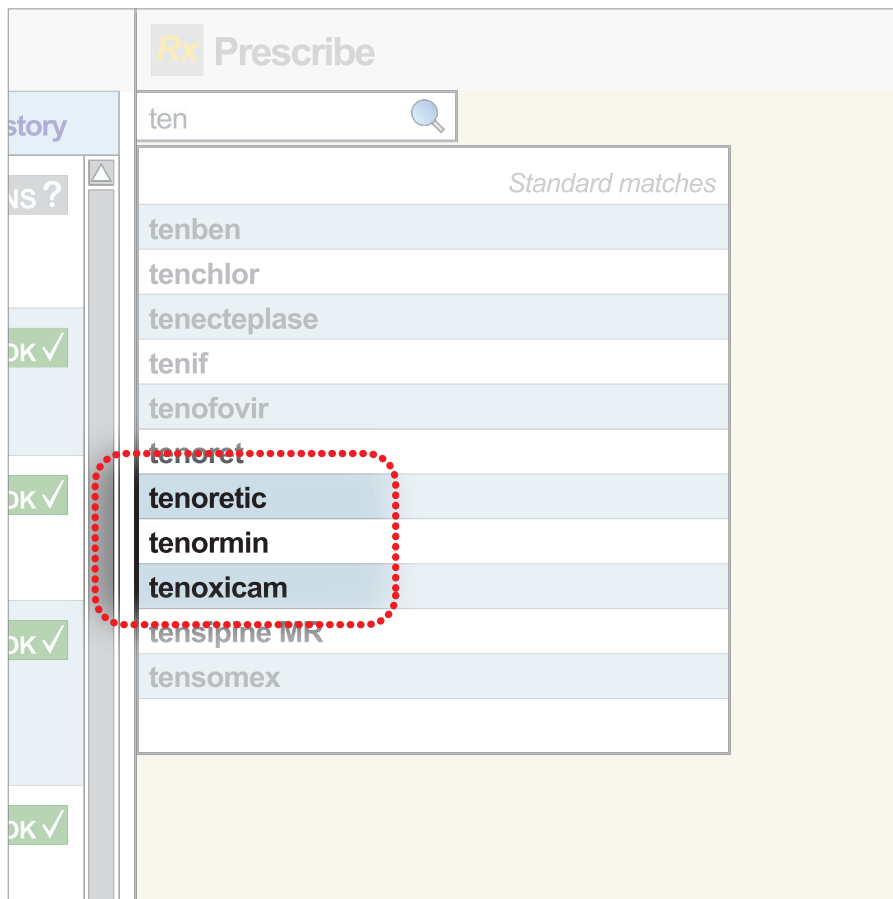 Rx Prescribe
story
ten
Standard matches
NS ?
tenben
tenchlor
tenecteplase
OK
tenif
tenofovir
tenoret
tenoretic
OK
tenormin
tenoxicam
tensipine MR
OK
tensomex
OK